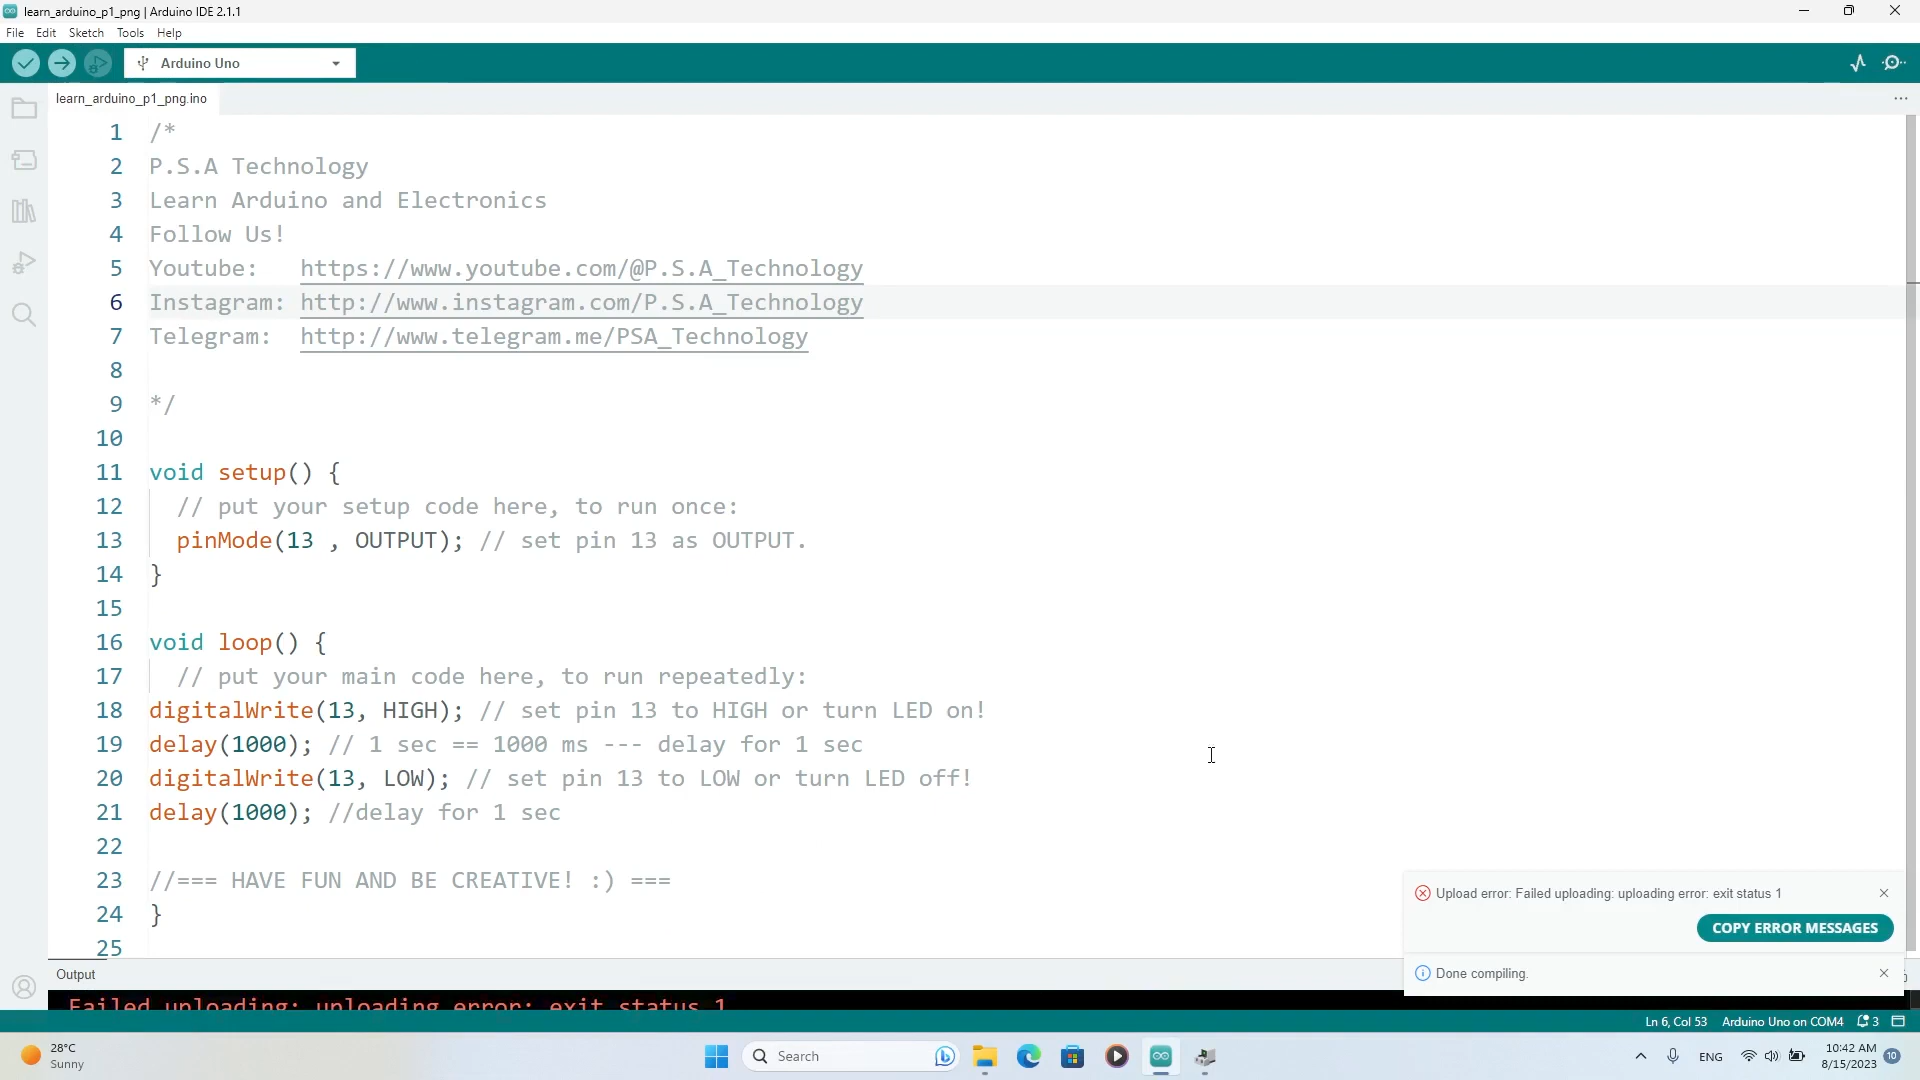 learn_arduino_p1_png | Arduino IDE 2.1.1
File Edit Sketch Tools Help
Arduino Uno
learn_arduino_p1_png.ino
1 /*
2 P.S.A Technology
3 Learn Arduino and Electronics
4 Follow Us!
5 Youtube: https://www.youtube.com/@P.S.A_Technology
6 Instagram: http://www.instagram.com/P.S.A_Technology
7 Telegram: http://www.telegram.me/PSA_Technology
8
9 */
10
11 void setup() {
12 // put your setup code here, to run once:
13 pinMode(13 , OUTPUT); // set pin 13 as OUTPUT.
14 }
15
16 void loop() {
17 // put your main code here, to run repeatedly:
18 digitalWrite(13, HIGH); // set pin 13 to HIGH or turn LED on!
19 delay(1000); // 1 sec == 1000 ms --- delay for 1 sec
20 digitalWrite(13, LOW); // set pin 13 to LOW or turn LED off!
21 delay(1000); //delay for 1 sec
22
23 //=== HAVE FUN AND BE CREATIVE! :) ===
24 }
25
Upload error: Failed uploading: uploading error: exit status 1
COPY ERROR MESSAGES
Done compiling.
Output
Failed uploading: uploading error: exit status 1
Ln 6, Col 53 Arduino Uno on COM4 3
28°C
Sunny
Search
ENG
10:42 AM
8/15/2023
10